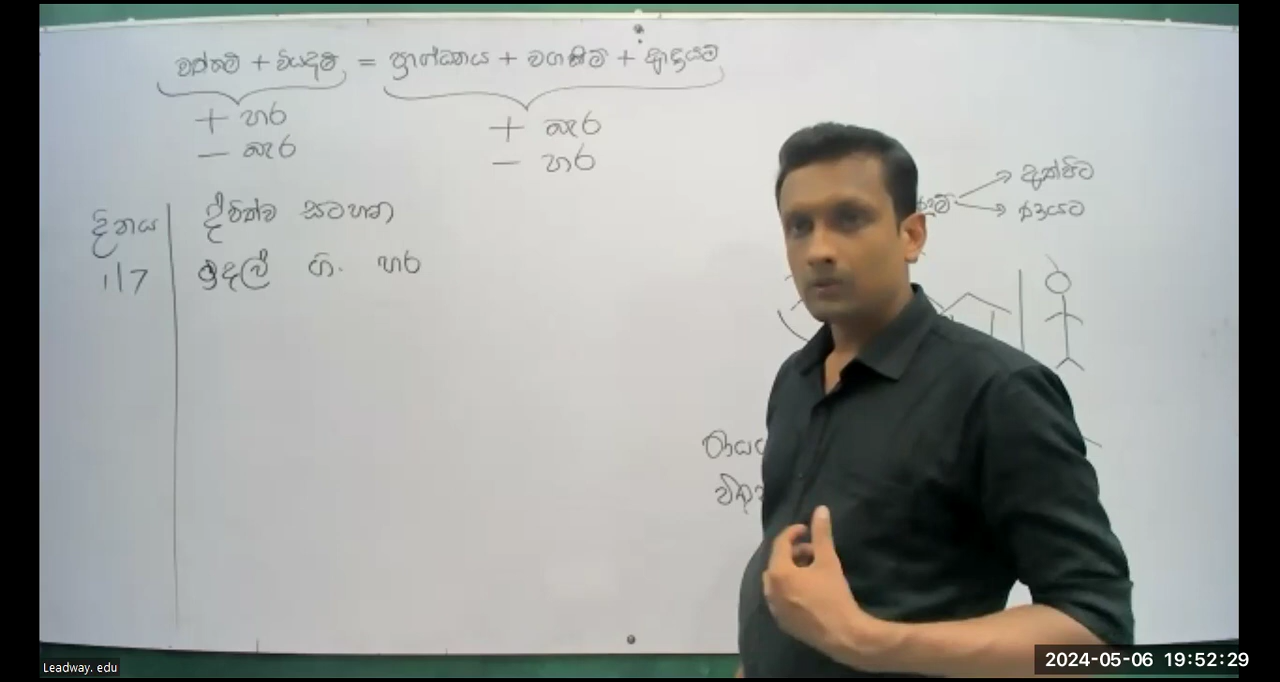 වත්කම් + වියදම් = ප්‍රාග්ධනය + වගකීම් + ආදායම්
+ හර
- බැර
+ බැර
- හර
දිනය
ද්විත්ව සටහන
1/7
මුදල් ගි. හර
අත්පිට
ණයට
Leadway. edu
2024-05-06 19:52:29